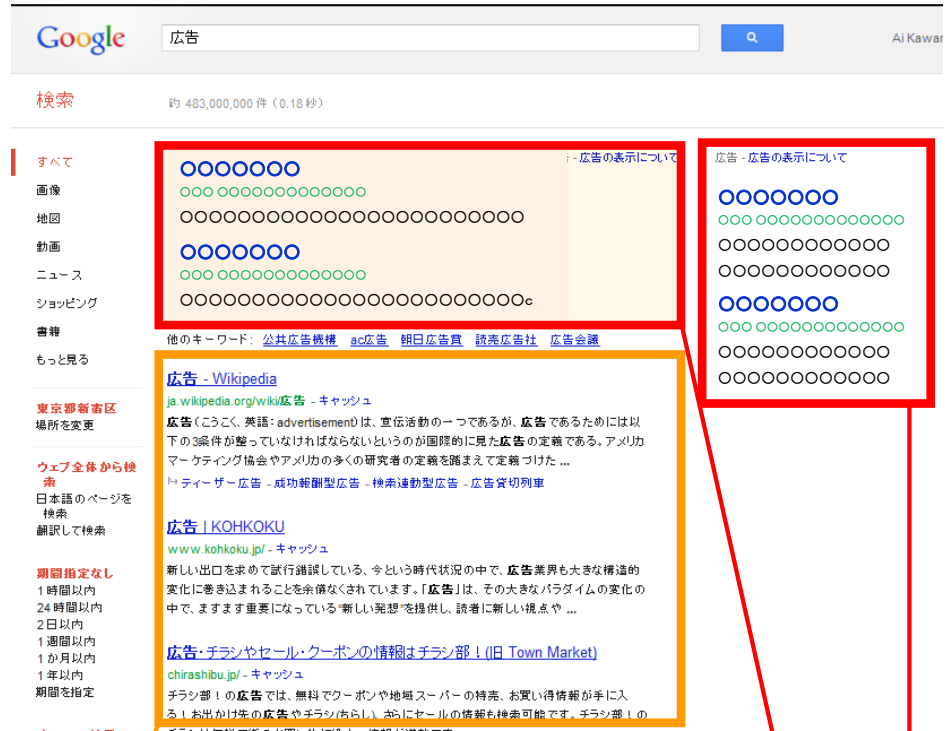 Google
広告
Ai Kawar
検索
約 483,000,000 件 (0.18 秒)
すべて
画像
地図
動画
ニュース
ショッピング
書籍
もっと見る
東京都新宿区
場所を変更
ウェブ全体から検
索
日本語のページを
検索
翻訳して検索
期間指定なし
1 時間以内
24 時間以内
2 日以内
1 週間以内
1 か月以内
1 年以内
期間を指定
- 広告の表示について
〇〇〇〇〇〇〇
〇〇〇 〇〇〇〇〇〇〇〇〇〇〇〇〇
〇〇〇〇〇〇〇〇〇〇〇〇〇〇〇〇〇〇〇〇〇〇〇〇
〇〇〇〇〇〇〇
〇〇〇 〇〇〇〇〇〇〇〇〇〇〇〇〇
〇〇〇〇〇〇〇〇〇〇〇〇〇〇〇〇〇〇〇〇〇〇〇〇c
広告 - 広告の表示について
〇〇〇〇〇〇〇
〇〇〇 〇〇〇〇〇〇〇〇〇〇〇〇〇
〇〇〇〇〇〇〇〇〇〇〇〇
〇〇〇〇〇〇〇〇〇〇〇〇
〇〇〇〇〇〇〇
〇〇〇 〇〇〇〇〇〇〇〇〇〇〇〇〇
〇〇〇〇〇〇〇〇〇〇〇〇
〇〇〇〇〇〇〇〇〇〇〇〇
他のキーワード: 公共広告機構 ac広告 朝日広告賞 読売広告社 広告会議
広告 - Wikipedia
ja.wikipedia.org/wiki/広告 - キャッシュ
広告(こうこく、英語: advertisement)は、宣伝活動の一つであるが、広告であるためには以
下の3条件が整っていなければならないというのが国際的に見た広告の定義である。アメリカ
マーケティング協会やアメリカの多くの研究者の定義を踏まえて定義づけた ...
ティーザー広告 - 成功報酬型広告 - 検索連動型広告 - 広告貸切列車
広告 | KOHKOKU
www.kohkoku.jp/ - キャッシュ
新しい出口を求めて試行錯誤している、今という時代状況の中で、広告業界も大きな構造的
変化に巻き込まれることを余儀なくされています。「広告」は、その大きなパラダイムの変化の
中で、ますます重要になっている"新しい発想"を提供し、読者に新しい視点や ...
広告・チラシやセール・クーポンの情報はチラシ部！(旧 Town Market)
chirashibu.jp/ - キャッシュ
チラシ部！の広告では、無料でクーポンや地域スーパーの特売、お買い得情報が手に入
る！お出かけ先の広告やチラシ(ちらし)、さらにセールの情報も検索可能です。チラシ部！の